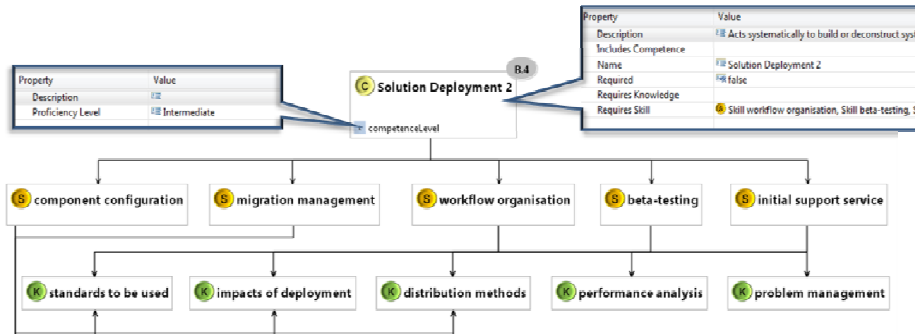 Property Value
Description Acts systematically to build or deconstruct syst
Includes Competence
Name Solution Deployment 2
Required false
Requires Knowledge
Requires Skill Skill workflow organisation, Skill beta-testing, S
B.4
Property Value
Description
Proficiency Level Intermediate
C Solution Deployment 2
competenceLevel
S component configuration
S migration management
S workflow organisation
S beta-testing
S initial support service
K standards to be used
K impacts of deployment
K distribution methods
K performance analysis
K problem management